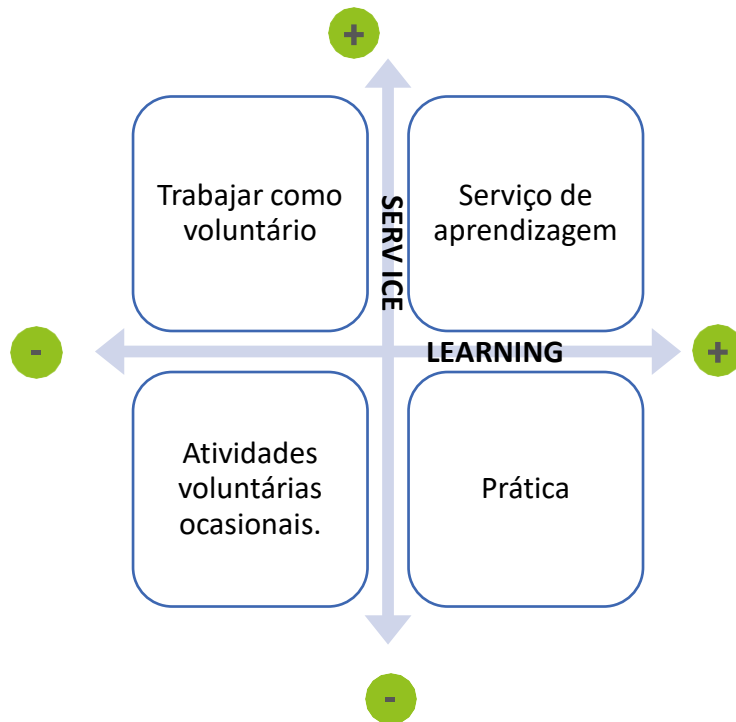 +
Trabajar como
voluntário
SERV ICE
Serviço de
aprendizagem
-
LEARNING
+
Atividades
voluntárias
ocasionais.
Prática
-